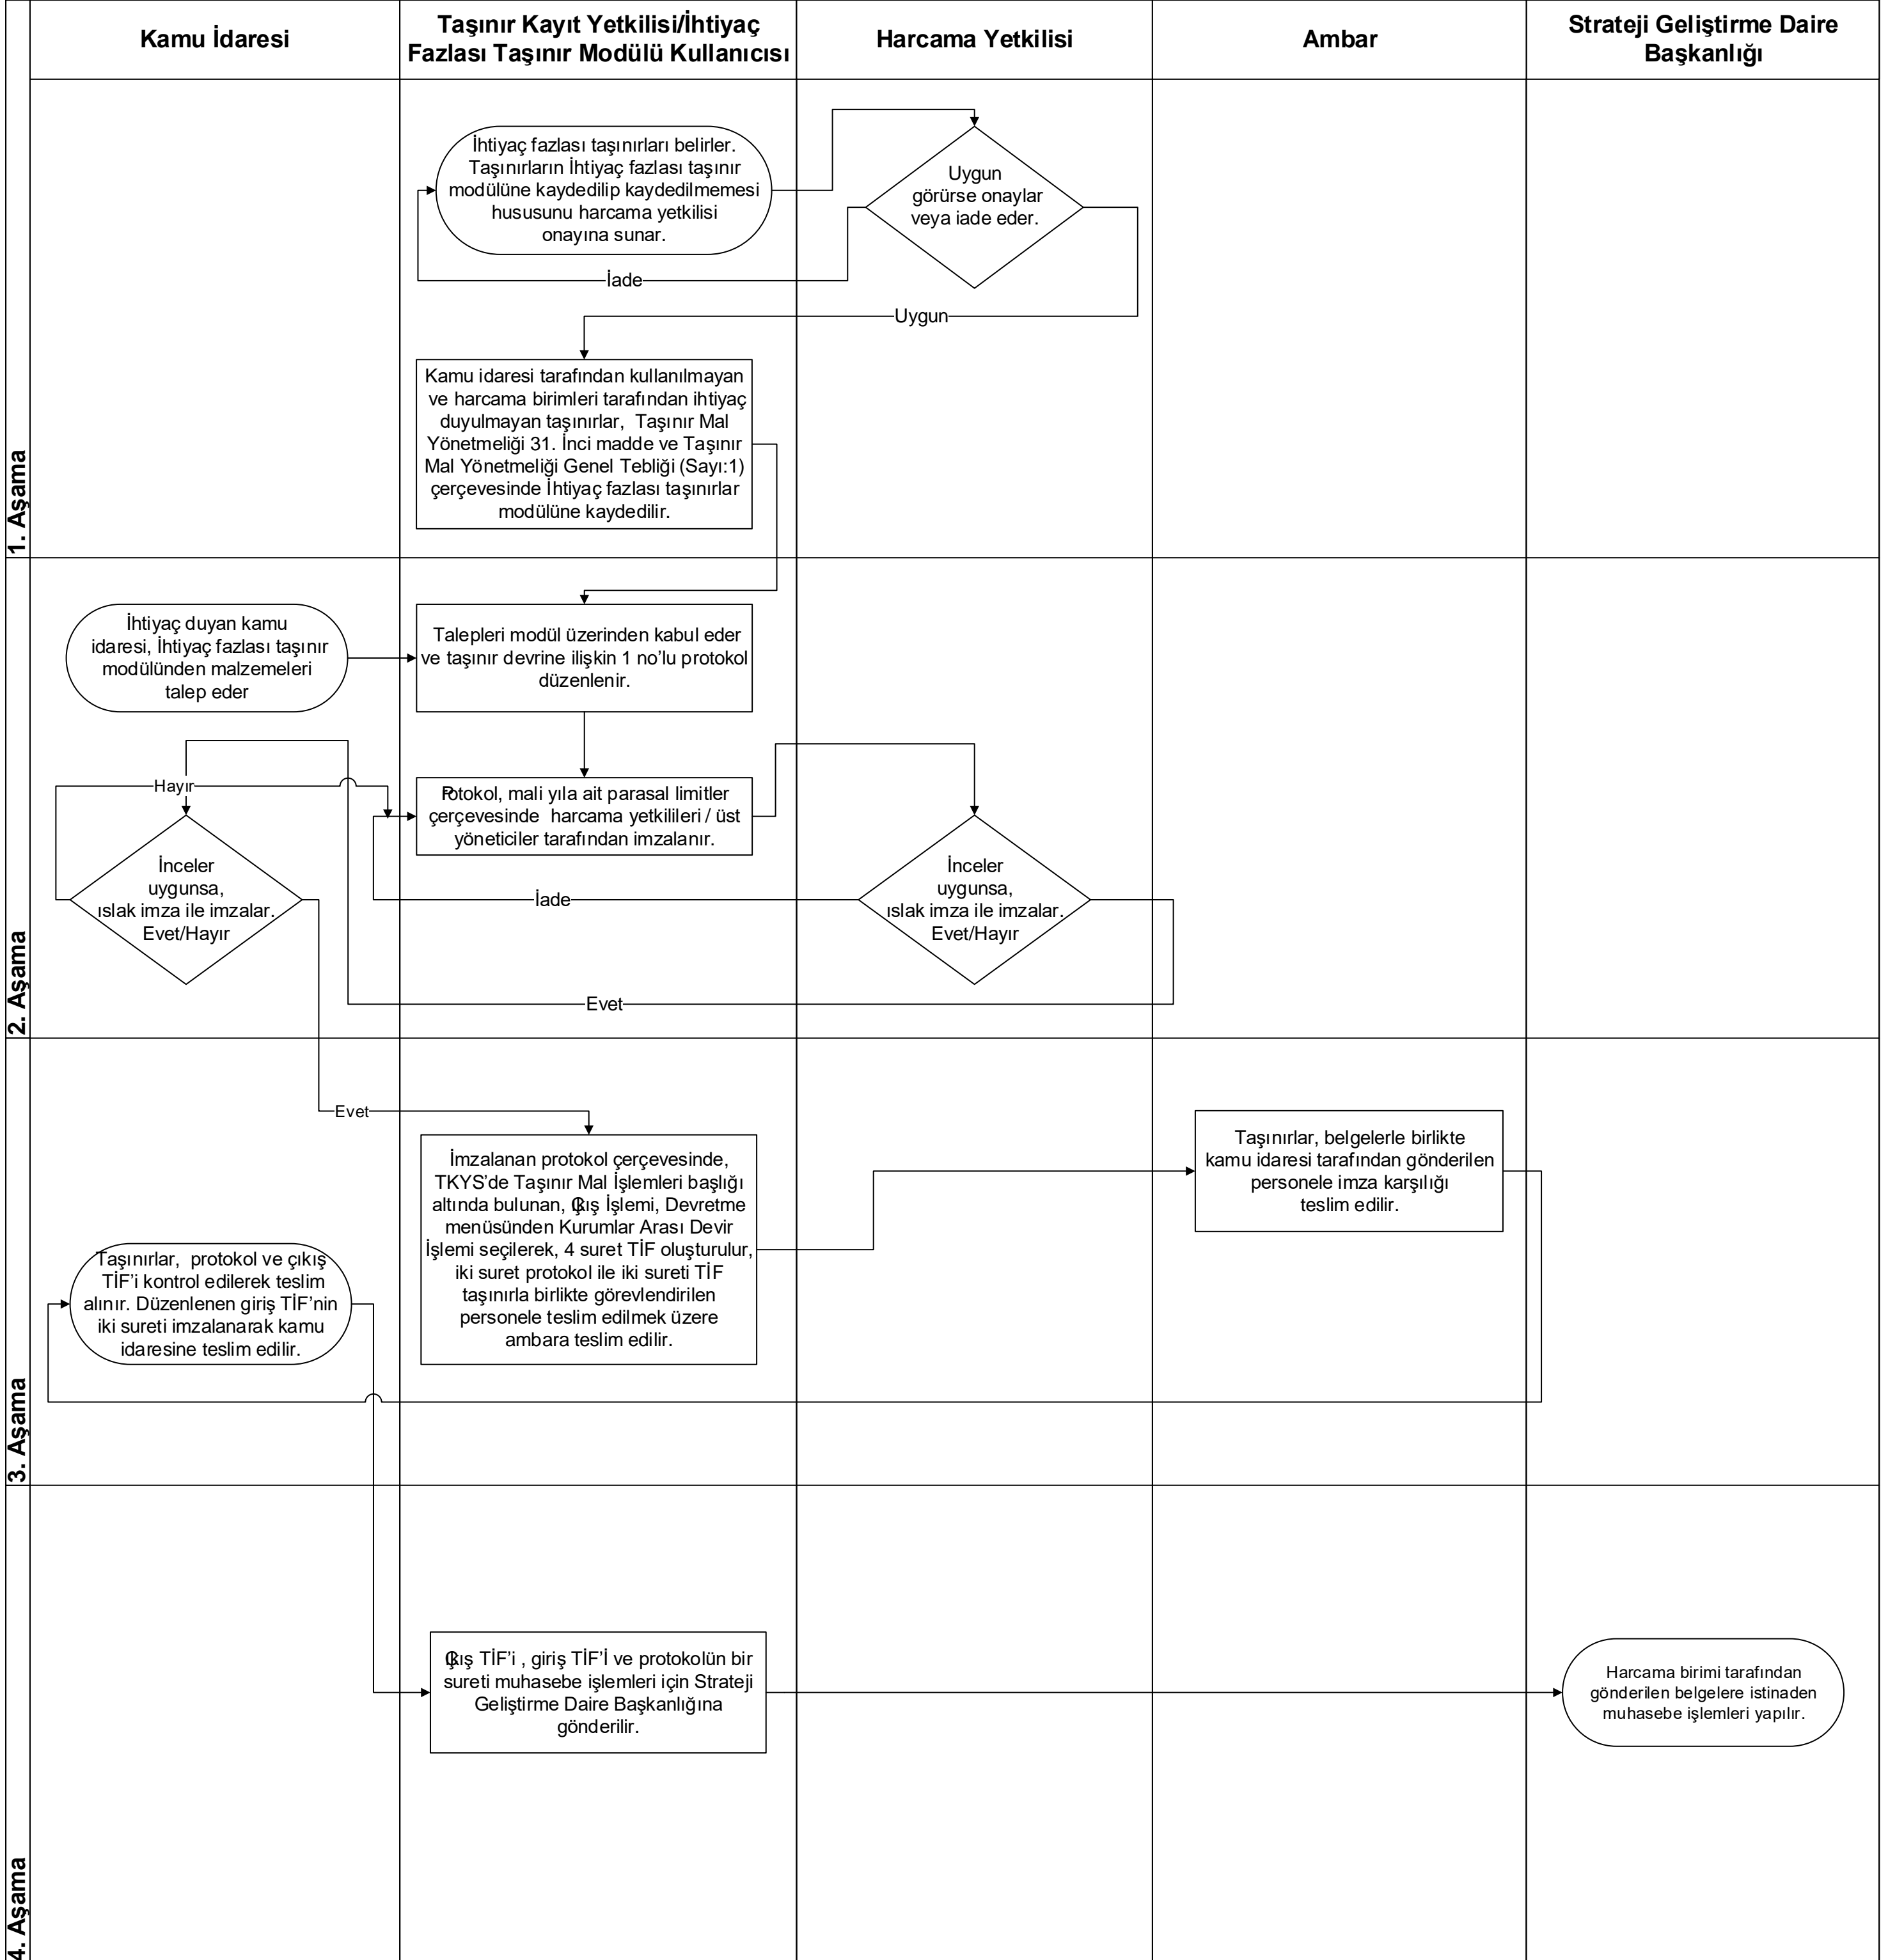 Kamu İdaresi
Taşınır Kayıt Yetkilisi/İhtiyaç
Fazlası Taşınır Modülü Kullanıcısı
Harcama Yetkilisi
Ambar
Strateji Geliştirme Daire
Başkanlığı
1. Aşama
İhtiyaç fazlası taşınırları belirler.
Taşınırların İhtiyaç fazlası taşınır
modülüne kaydedilip kaydedilmemesi
hususunu harcama yetkilisi
onayına sunar.
Uygun
görürse onaylar
veya iade eder.
İade
Uygun
Kamu idaresi tarafından kullanılmayan
ve harcama birimleri tarafından ihtiyaç
duyulmayan taşınırlar, Taşınır Mal
Yönetmeliği 31. İnci madde ve Taşınır
Mal Yönetmeliği Genel Tebliği (Sayı:1)
çerçevesinde İhtiyaç fazlası taşınırlar
modülüne kaydedilir.
2. Aşama
İhtiyaç duyan kamu
idaresi, İhtiyaç fazlası taşınır
modülünden malzemeleri
talep eder
Talepleri modül üzerinden kabul eder
ve taşınır devrine ilişkin 1 no’lu protokol
düzenlenir.
Hayır
Protokol, mali yıla ait parasal limitler
çerçevesinde harcama yetkilileri / üst
yöneticiler tarafından imzalanır.
İnceler
uygunsa,
ıslak imza ile imzalar.
Evet/Hayır
İade
İnceler
uygunsa,
ıslak imza ile imzalar.
Evet/Hayır
Evet
3. Aşama
Evet
İmzalanan protokol çerçevesinde,
TKYS’de Taşınır Mal İşlemleri başlığı
altında bulunan, Çıkış İşlemi, Devretme
menüsünden Kurumlar Arası Devir
İşlemi seçilerek, 4 suret TİF oluşturulur,
iki suret protokol ile iki sureti TİF
taşınırla birlikte görevlendirilen
personele teslim edilmek üzere
ambara teslim edilir.
Taşınırlar, belgelerle birlikte
kamu idaresi tarafından gönderilen
personele imza karşılığı
teslim edilir.
Taşınırlar, protokol ve çıkış
TİF’i kontrol edilerek teslim
alınır. Düzenlenen giriş TİF’nin
iki sureti imzalanarak kamu
idaresine teslim edilir.
4. Aşama
Çıkış TİF’i , giriş TİF’İ ve protokolün bir
sureti muhasebe işlemleri için Strateji
Geliştirme Daire Başkanlığına
gönderilir.
Harcama birimi tarafından
gönderilen belgelere istinaden
muhasebe işlemleri yapılır.